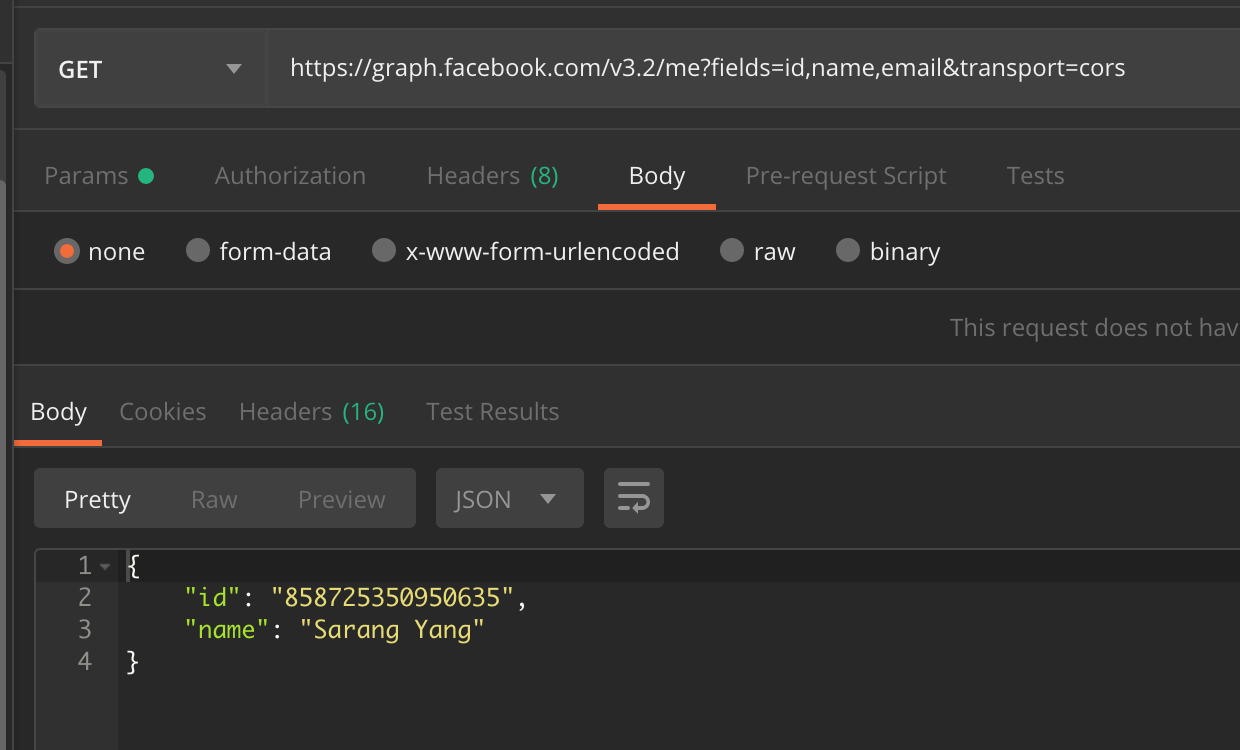 GET https://graph.facebook.com/v3.2/me?fields=id,name,email&transport=cors
Params Authorization Headers (8) Body Pre-request Script Tests
none form-data x-www-form-urlencoded raw binary
This request does not hav
Body Cookies Headers (16) Test Results
Pretty Raw Preview JSON
1 {
2 "id": "858725350950635",
3 "name": "Sarang Yang"
4 }